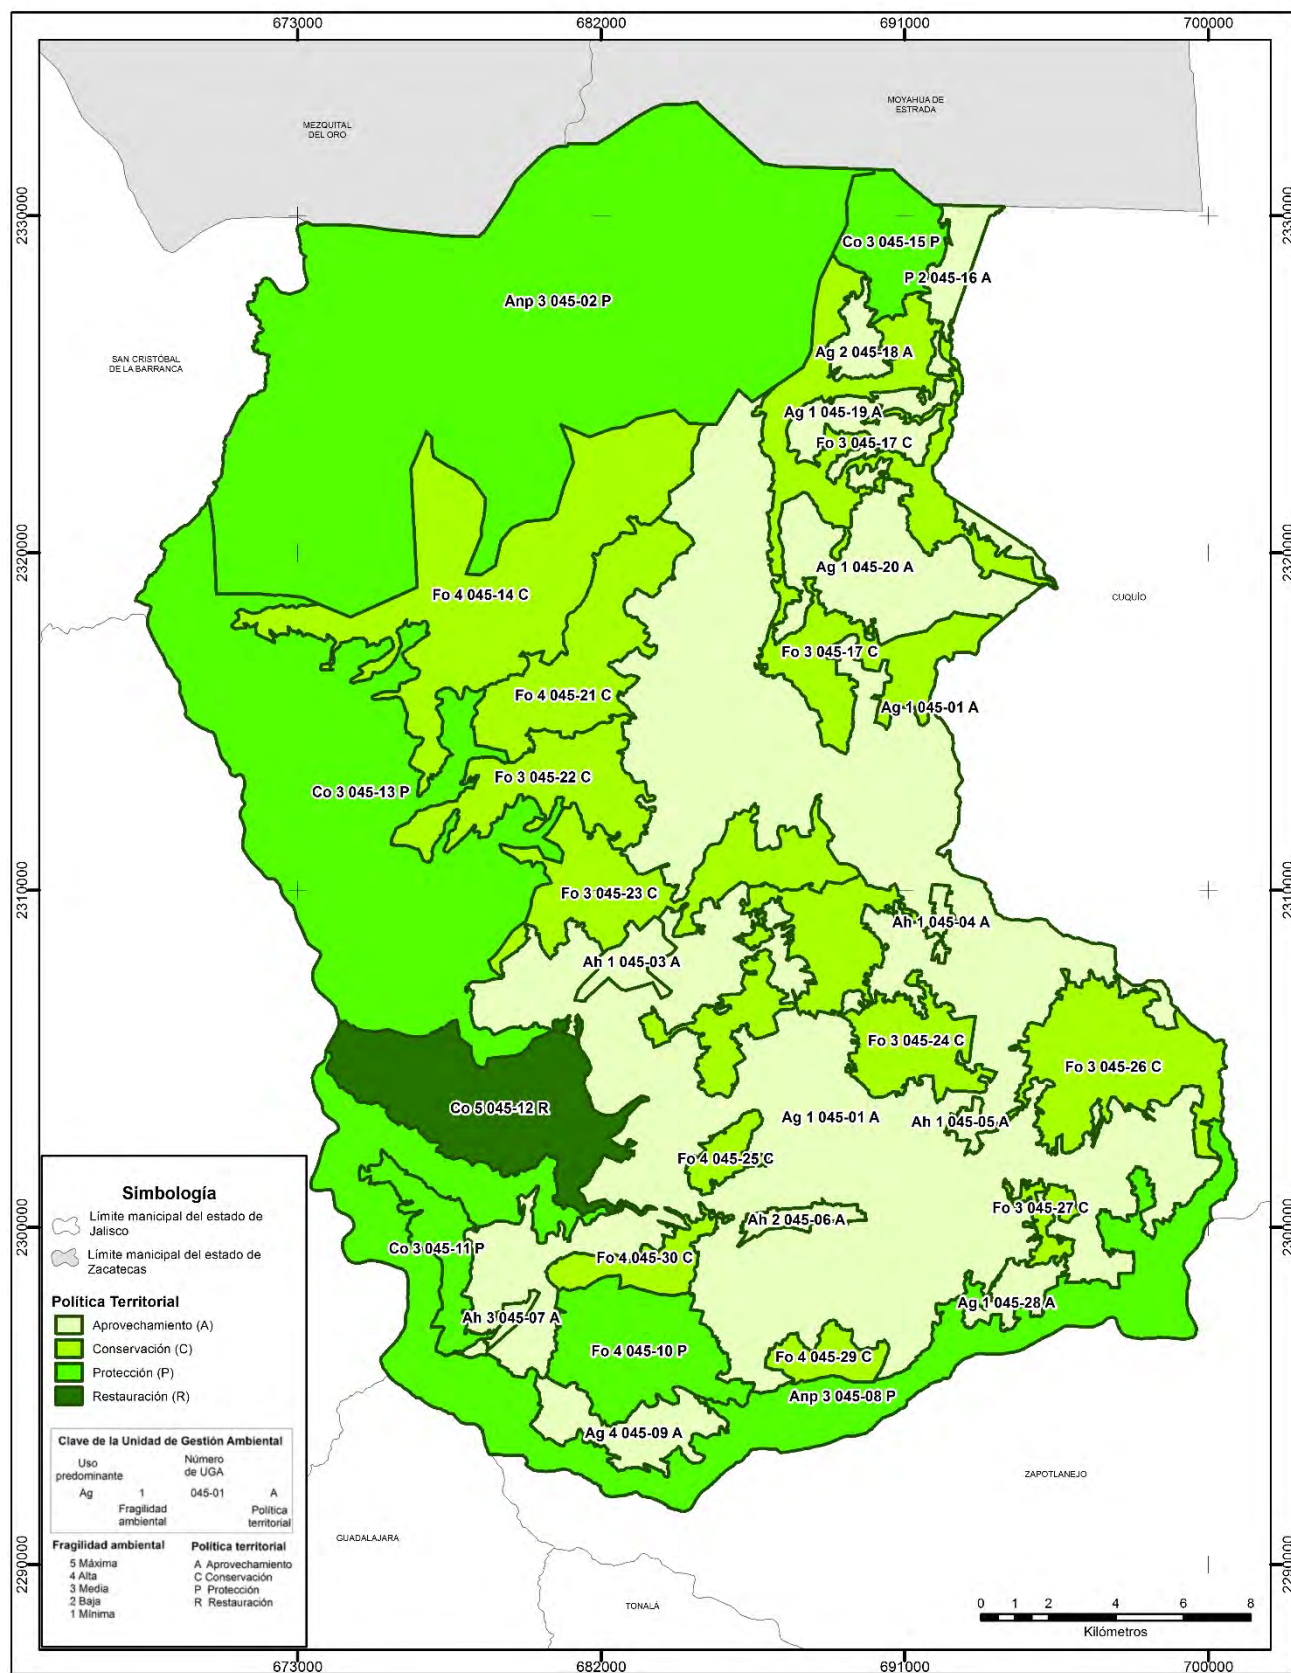 673000
682000
691000
700000
MOYAHUA DE
ESTRADA
MEZQUITAL
DEL ORO
2330000
2330000
Co 3 045-15 P
P 2 045-16 A
Anp 3 045-02 P
SAN CRISTÓBAL
DE LA BARRANCA
Ag 2 045-18 A
Ag 1 045-19 A
Fo 3 045-17 C
2320000
2320000
Ag 1 045-20 A
Fo 4 045-14 C
CUQUÍO
Fo 3 045-17 C
Fo 4 045-21 C
Ag 1 045-01 A
Fo 3 045-22 C
Co 3 045-13 P
2310000
2310000
Fo 3 045-23 C
Ah 1 045-04 A
Ah 1 045-03 A
Fo 3 045-24 C
Fo 3 045-26 C
Co 5 045-12 R
Ag 1 045-01 A
Ah 1 045-05 A
Fo 4 045-25 C
Fo 3 045-27 C
Ah 2 045-06 A
2300000
2300000
Co 3 045-11 P
Fo 4 045-30 C
Ag 1 045-28 A
Ah 3 045-07 A
Fo 4 045-10 P
Fo 4 045-29 C
Anp 3 045-08 P
Ag 4 045-09 A
ZAPOTLANEJO
GUADALAJARA
TONALÁ
2290000
2290000
Simbología
Límite manicipal del estado de
Jalisco
Límite manicipal del estado de
Zacatecas
Política Territorial
Aprovechamiento (A)
Conservación (C)
Protección (P)
Restauración (R)
Clave de la Unidad de Gestión Ambiental
Uso
predominante
Número
de UGA
Ag 1 045-01 A
Fragilidad
ambiental
Política
territorial
Fragilidad ambiental
5 Máxima
4 Alta
3 Media
2 Baja
1 Mínima
Política territorial
A Aprovechamiento
C Conservación
P Protección
R Restauración
0 1 2 4 6 8
Kilómetros
673000
682000
691000
700000